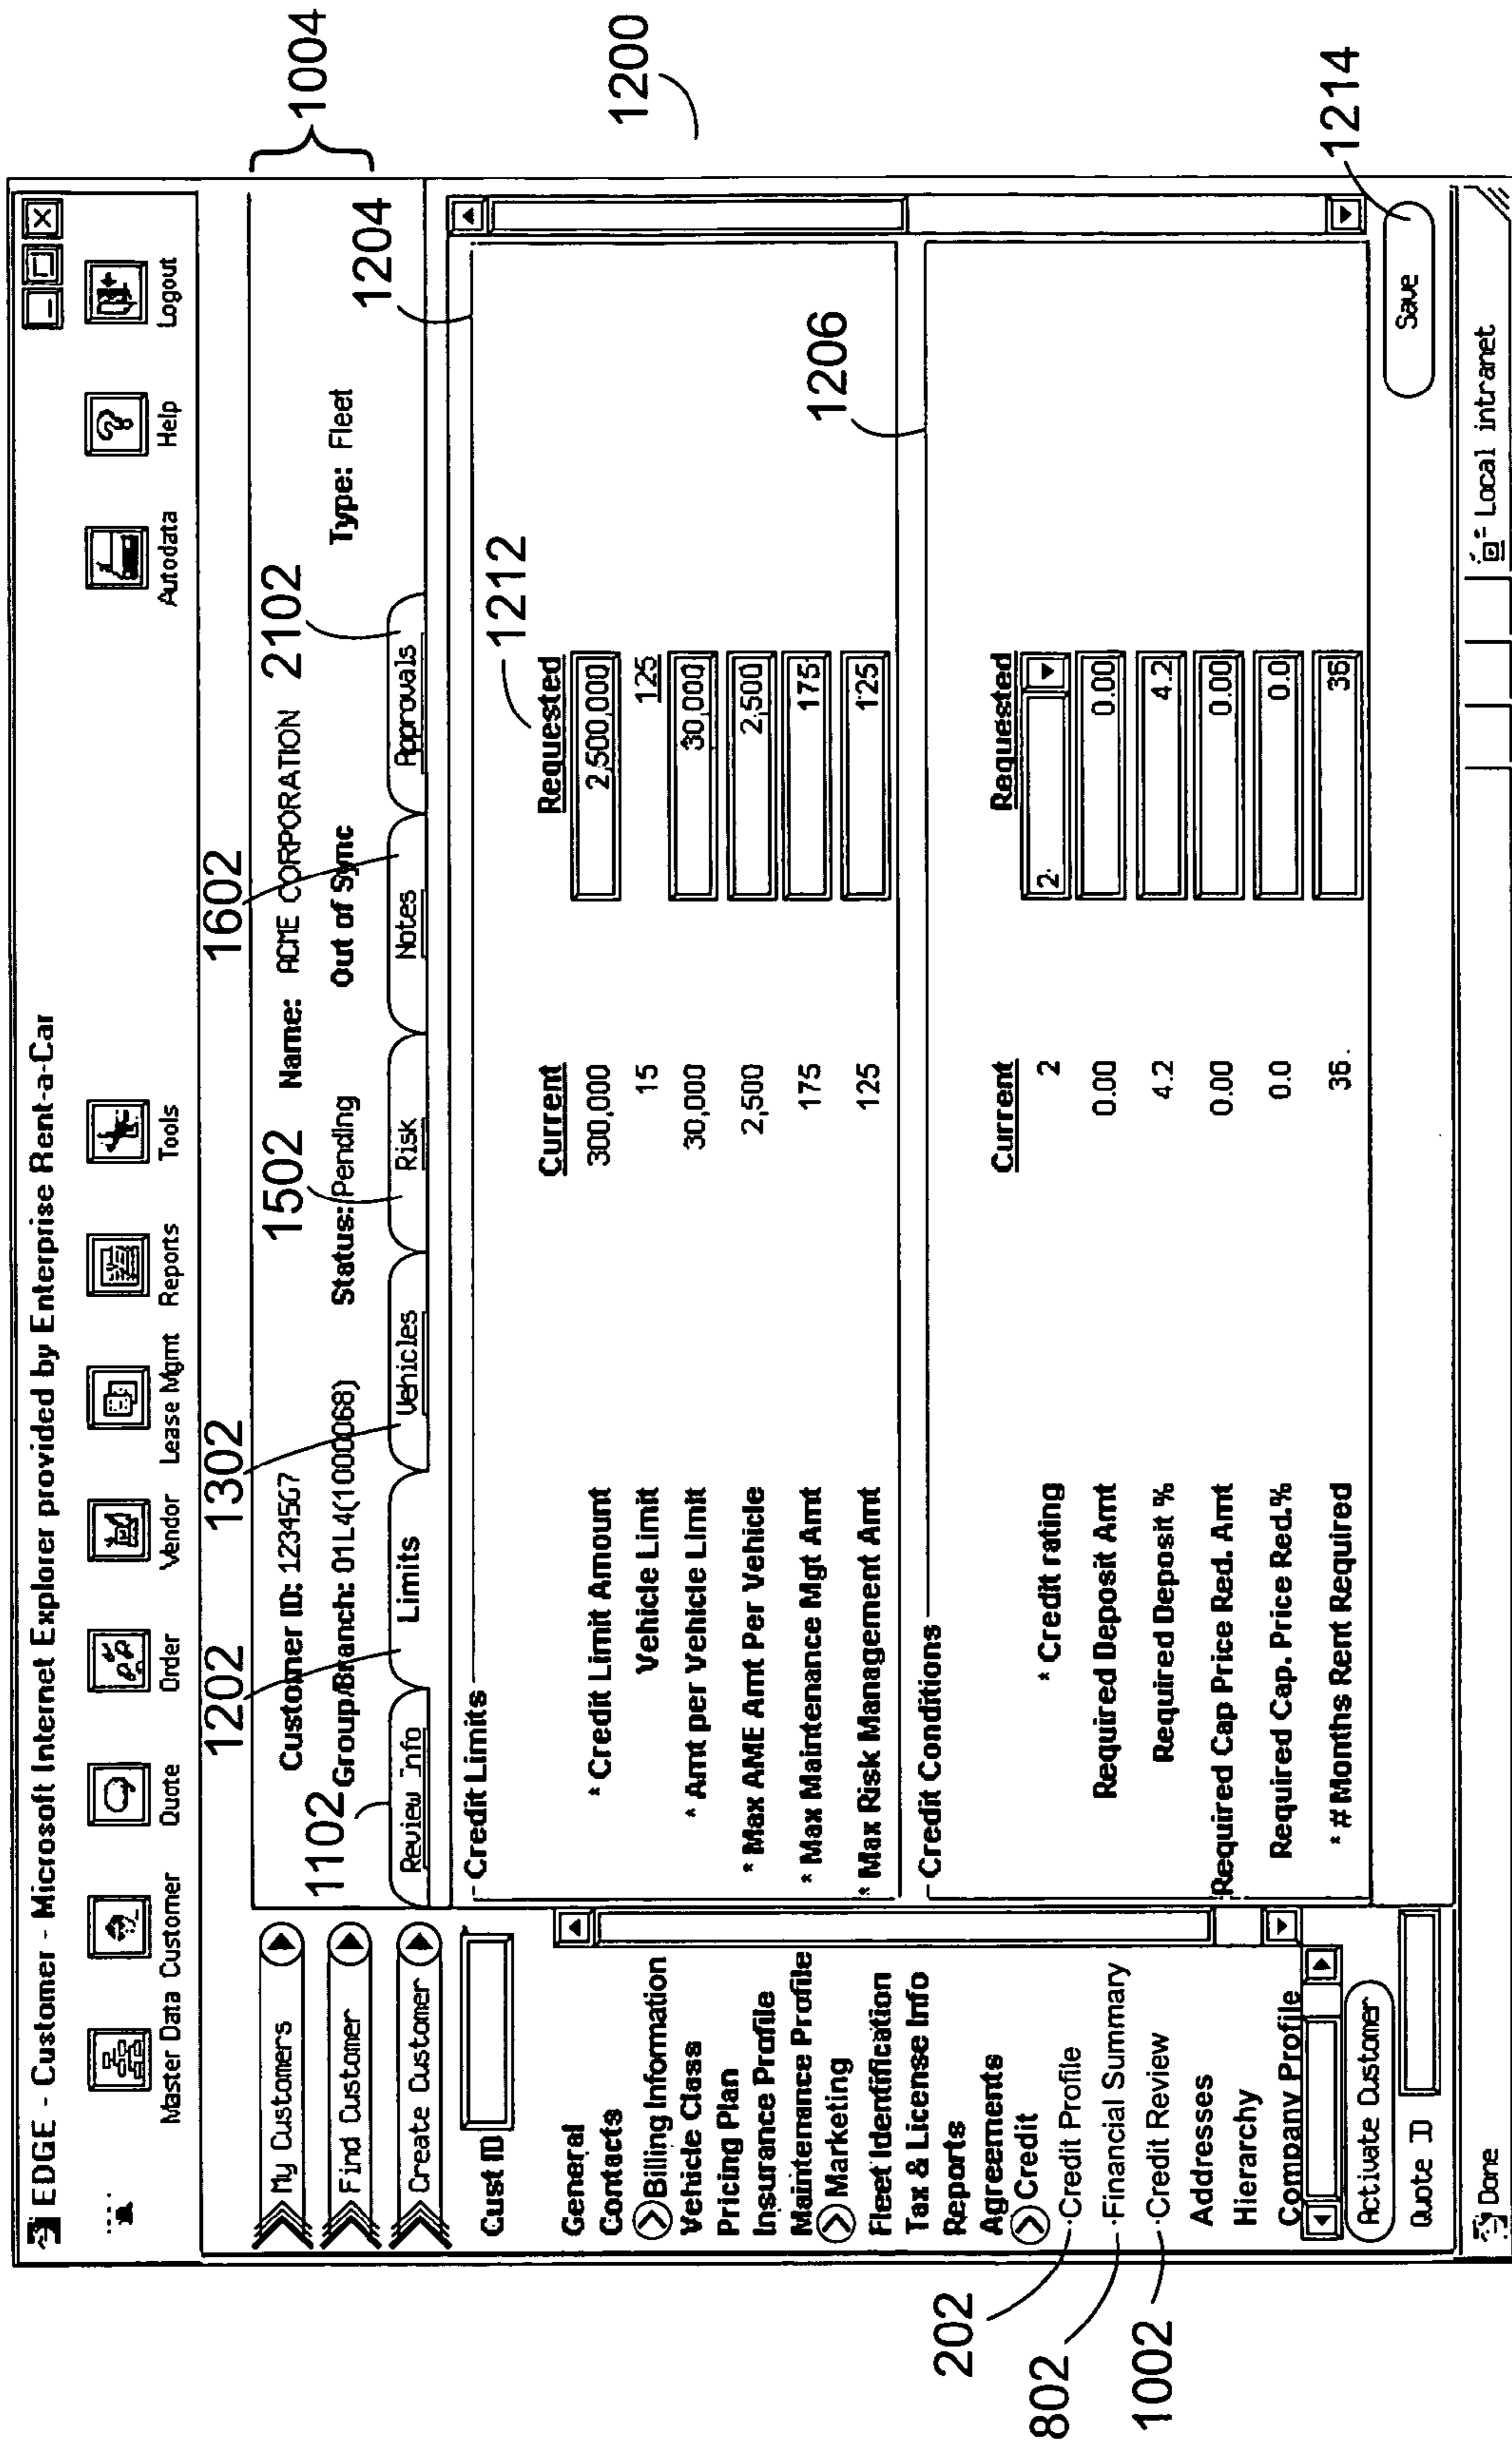 EDGE - Customer - Microsoft Internet Explorer provided by Enterprise Rent-a-Car
Master Data Customer Quote Order Vendor Lease Mgmt Reports Tools Autodata Help Logout
1202 1302 1602
My Customers
Find Customer
Create Customer
Customer ID: 1234567 1502 Name: ACME CORPORATION 2102
1004
1102 Group/Branch: 01L4(1000068) Status: Pending Out of Sync Type: Fleet
1204
Review Info Limits Vehicles Risk Notes Approvals
Cust ID
General
Contacts
Billing Information
Vehicle Class
Pricing Plan
Insurance Profile
Maintenance Profile
Marketing
Fleet Identification
Tax & License Info
Reports
Agreements
Credit
202
Credit Profile
802
Financial Summary
1002
Credit Review
Addresses
Hierarchy
Company Profile
Activate Customer
Quote ID
Credit Limits
1212
1200
Current Requested
* Credit Limit Amount 300,000 2,500,000
Vehicle Limit 15 125
* Amt per Vehicle Limit 30,000 30,000
* Max AME Amt Per Vehicle 2,500 2,500
* Max Maintenance Mgt Amt 175 175
* Max Risk Management Amt 125 125
1206
Credit Conditions
Current Requested
* Credit rating 2 2
Required Deposit Amt 0.00 0.00
Required Deposit % 4.2 4.2
Required Cap Price Red. Amt 0.00 0.00
Required Cap. Price Red.% 0.0 0.0
* # Months Rent Required 36 36
1214
Save
Done Local intranet